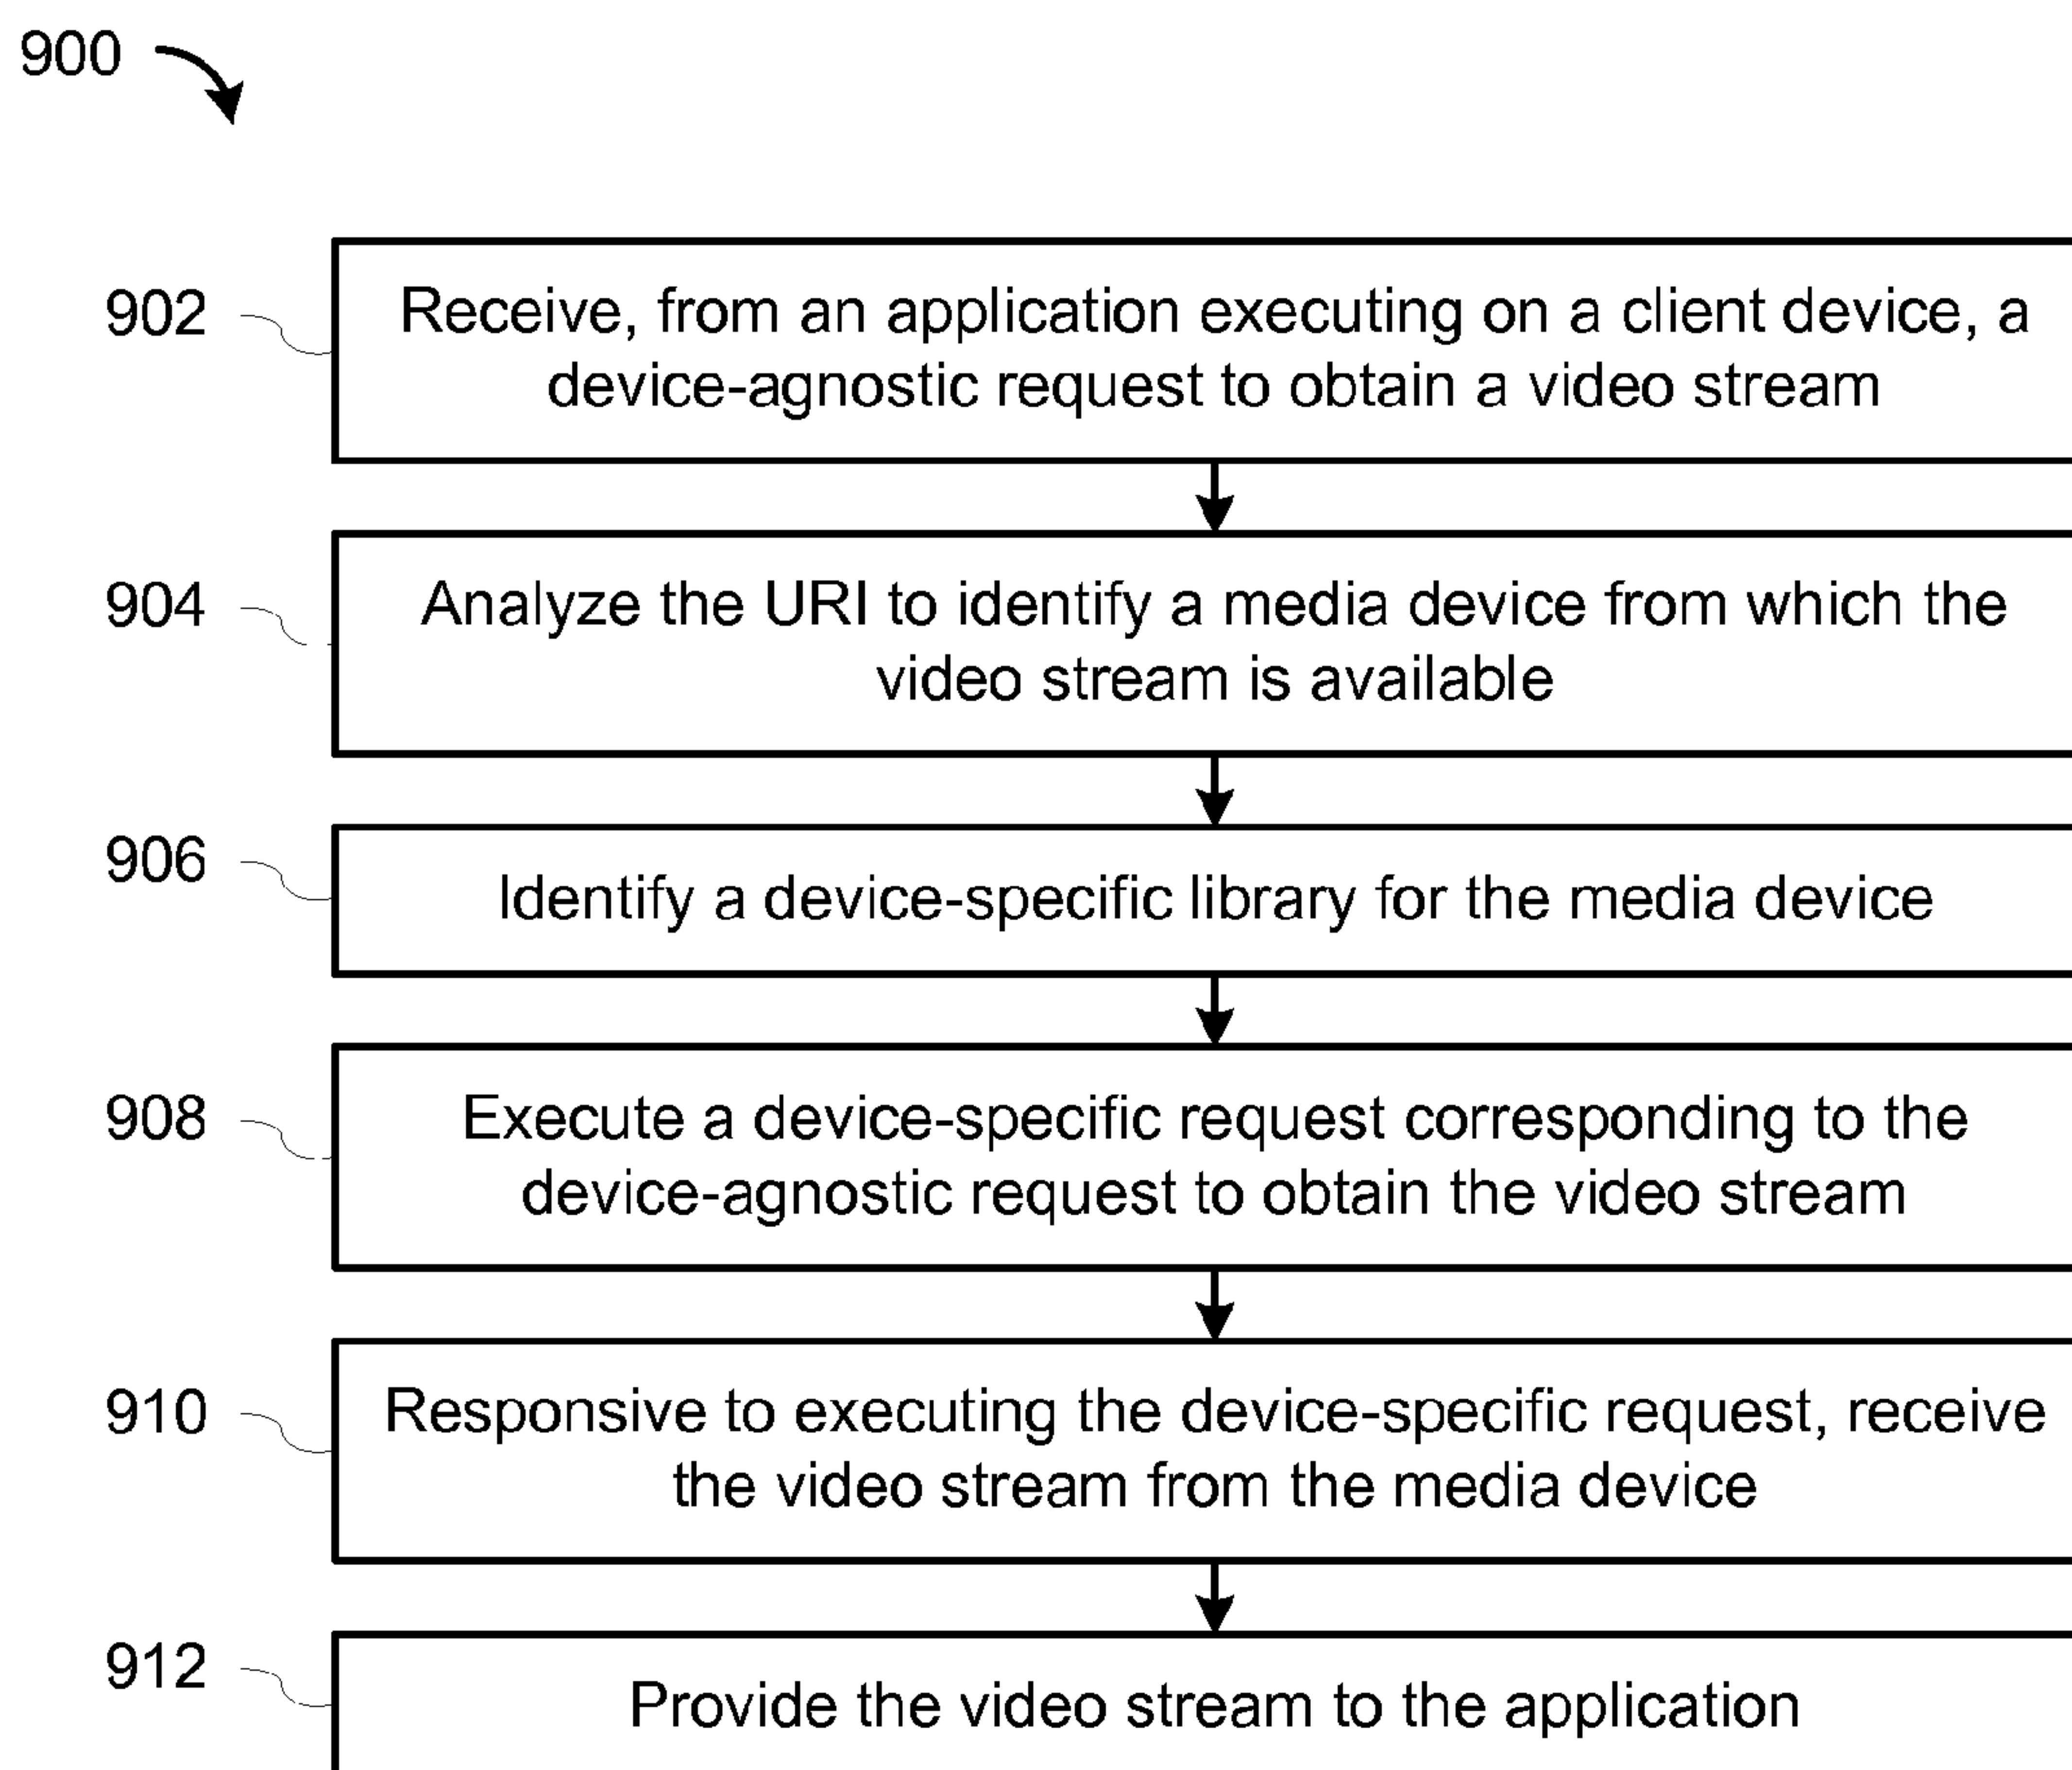 900
902
Receive, from an application executing on a client device, a
device-agnostic request to obtain a video stream
904
Analyze the URI to identify a media device from which the
video stream is available
906
Identify a device-specific library for the media device
908
Execute a device-specific request corresponding to the
device-agnostic request to obtain the video stream
910
Responsive to executing the device-specific request, receive
the video stream from the media device
912
Provide the video stream to the application